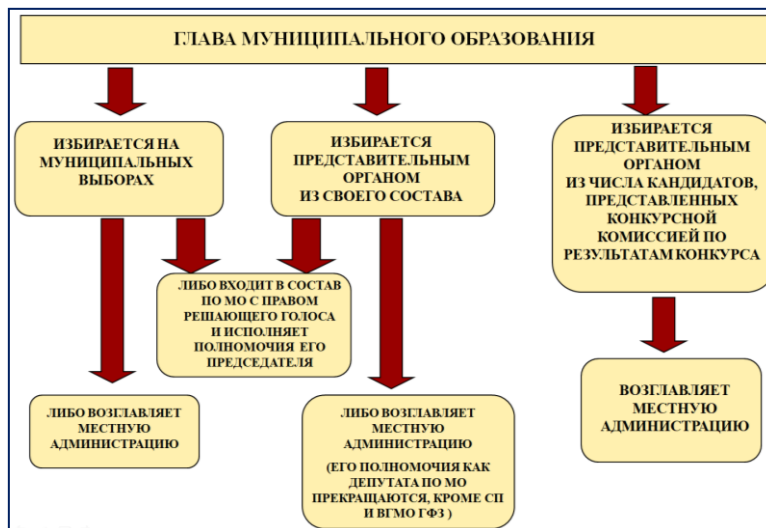 ГЛАВА МУНИЦИПАЛЬНОГО ОБРАЗОВАНИЯ
ИЗБИРАЕТСЯ НА
МУНИЦИПАЛЬНЫХ
ВЫБОРАХ
ИЗБИРАЕТСЯ
ПРЕДСТАВИТЕЛЬНЫМ
ОРГАНОМ
ИЗ СВОЕГО СОСТАВА
ИЗБИРАЕТСЯ
ПРЕДСТАВИТЕЛЬНЫМ
ОРГАНОМ
ИЗ ЧИСЛА КАНДИДАТОВ,
ПРЕДСТАВЛЕННЫХ
КОНКУРСНОЙ
КОМИССИЕЙ ПО
РЕЗУЛЬТАТАМ КОНКУРСА
ЛИБО ВХОДИТ В СОСТАВ
ПО МО С ПРАВОМ
РЕШАЮЩЕГО ГОЛОСА
И ИСПОЛНЯЕТ
ПОЛНОМОЧИЯ ЕГО
ПРЕДСЕДАТЕЛЯ
ЛИБО ВОЗГЛАВЛЯЕТ
МЕСТНУЮ
АДМИНИСТРАЦИЮ
ЛИБО ВОЗГЛАВЛЯЕТ
МЕСТНУЮ
АДМИНИСТРАЦИЮ
(ЕГО ПОЛНОМОЧИЯ КАК
ДЕПУТАТА ПО МО
ПРЕКРАЩАЮТСЯ, КРОМЕ СП
И ВГМО ГФЗ )
ВОЗГЛАВЛЯЕТ
МЕСТНУЮ
АДМИНИСТРАЦИЮ